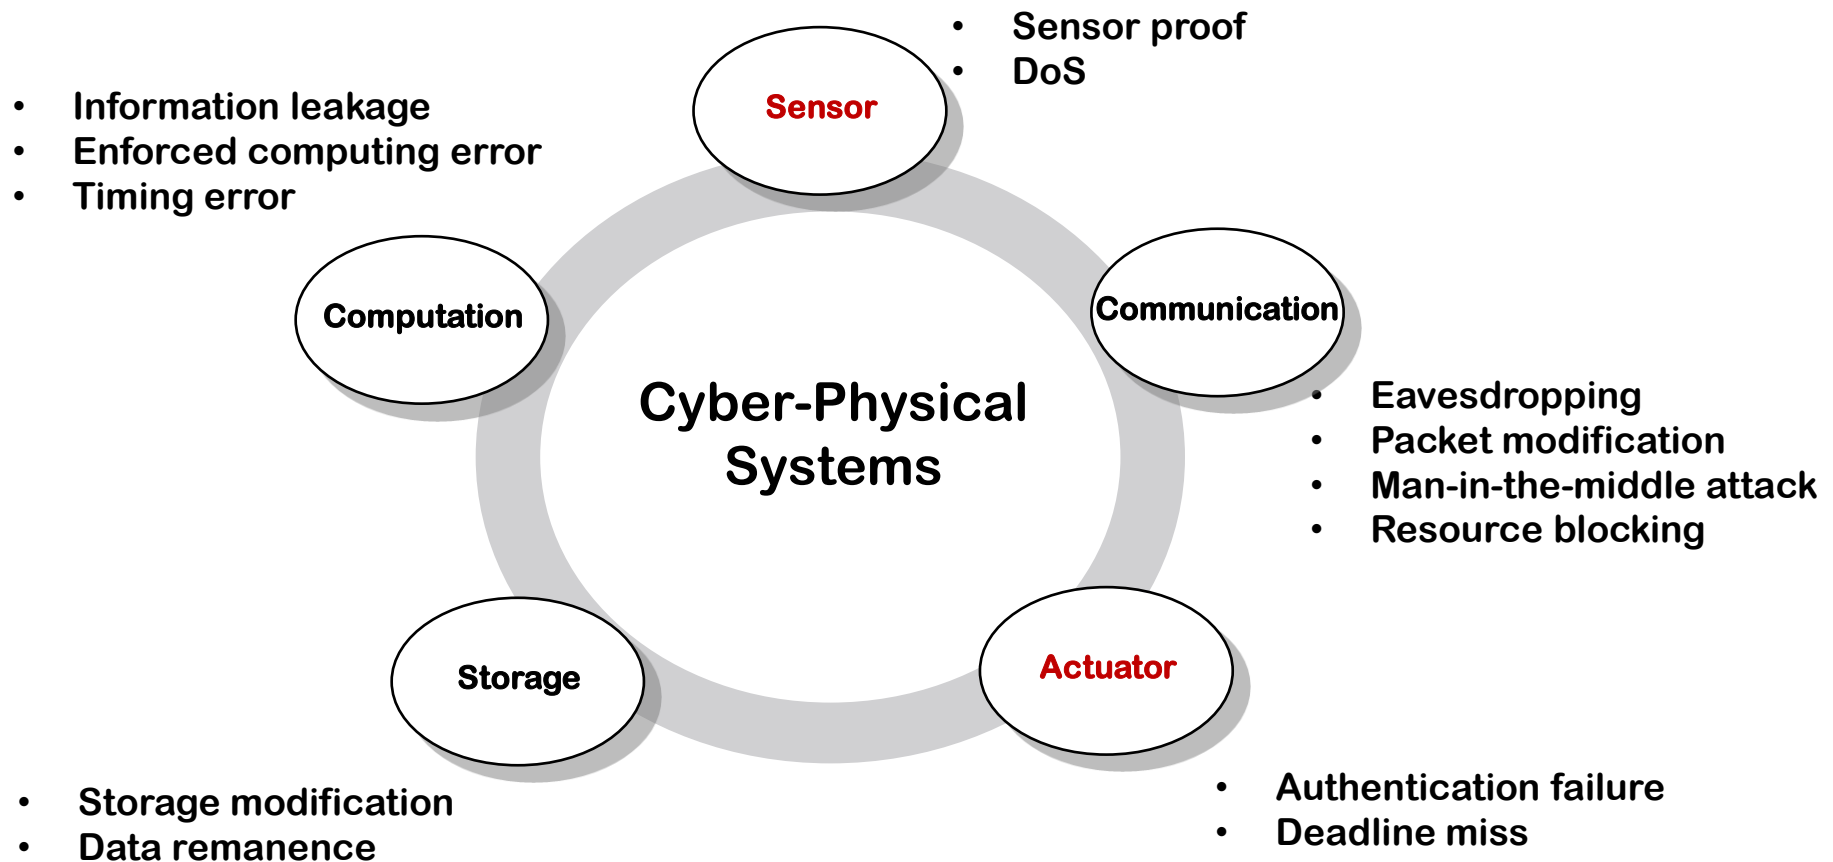 • Sensor proof
• DoS
Sensor
• Information leakage
• Enforced computing error
• Timing error
Computation
Communication
Cyber-Physical
Systems
• Eavesdropping
• Packet modification
• Man-in-the-middle attack
• Resource blocking
Storage
Actuator
• Storage modification
• Data remanence
• Authentication failure
• Deadline miss